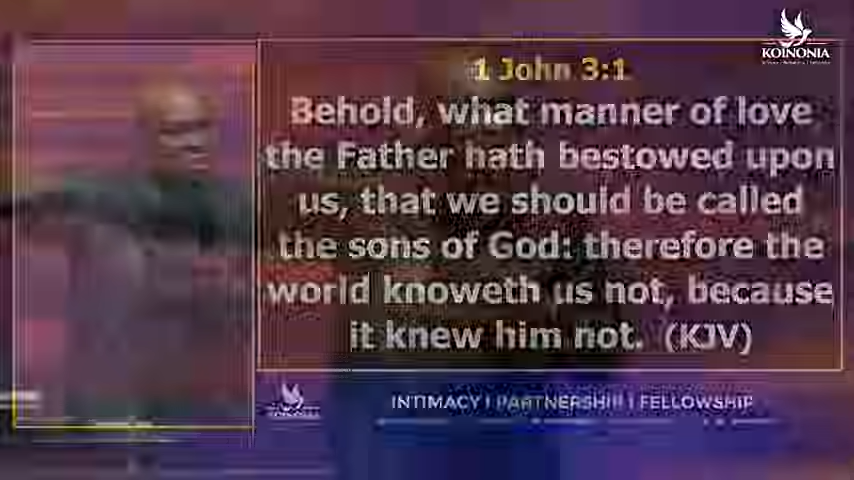 KOINONIA
1 John 3:1
Behold, what manner of love
the Father hath bestowed upon
us, that we should be called
the sons of God: therefore the
world knoweth us not, because
it knew him not. (KJV)
KOINONIA
INTIMACY | PARTNERSHIP | FELLOWSHIP